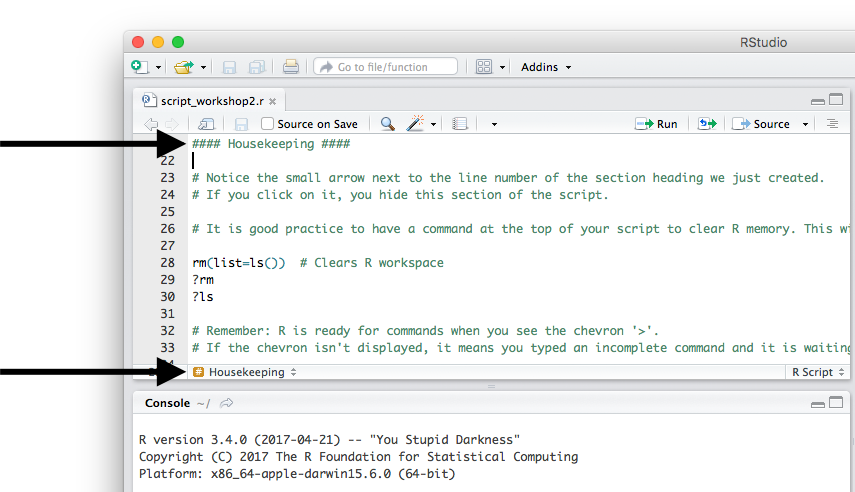 RStudio
Go to file/function
Addins
script_workshop2.r
Source on Save
Run
Source
#### Housekeeping ####
22
23 # Notice the small arrow next to the line number of the section heading we just created.
24 # If you click on it, you hide this section of the script.
25
26 # It is good practice to have a command at the top of your script to clear R memory. This
27
28 rm(list=ls())  # Clears R workspace
29 ?rm
30 ?ls
31
32 # Remember: R is ready for commands when you see the chevron '>'.
33 # If the chevron isn't displayed, it means you typed an incomplete command and it is waiting
# Housekeeping
R Script
Console ~/
R version 3.4.0 (2017-04-21) -- "You Stupid Darkness"
Copyright (C) 2017 The R Foundation for Statistical Computing
Platform: x86_64-apple-darwin15.6.0 (64-bit)